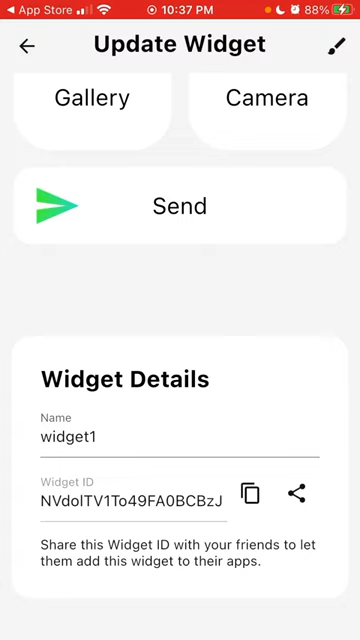 App Store 10:37 PM 88%
Update Widget
Gallery Camera
Send
Widget Details
Name
widget1
Widget ID
NVdolTV1To49FA0BCBzJ
Share this Widget ID with your friends to let
them add this widget to their apps.